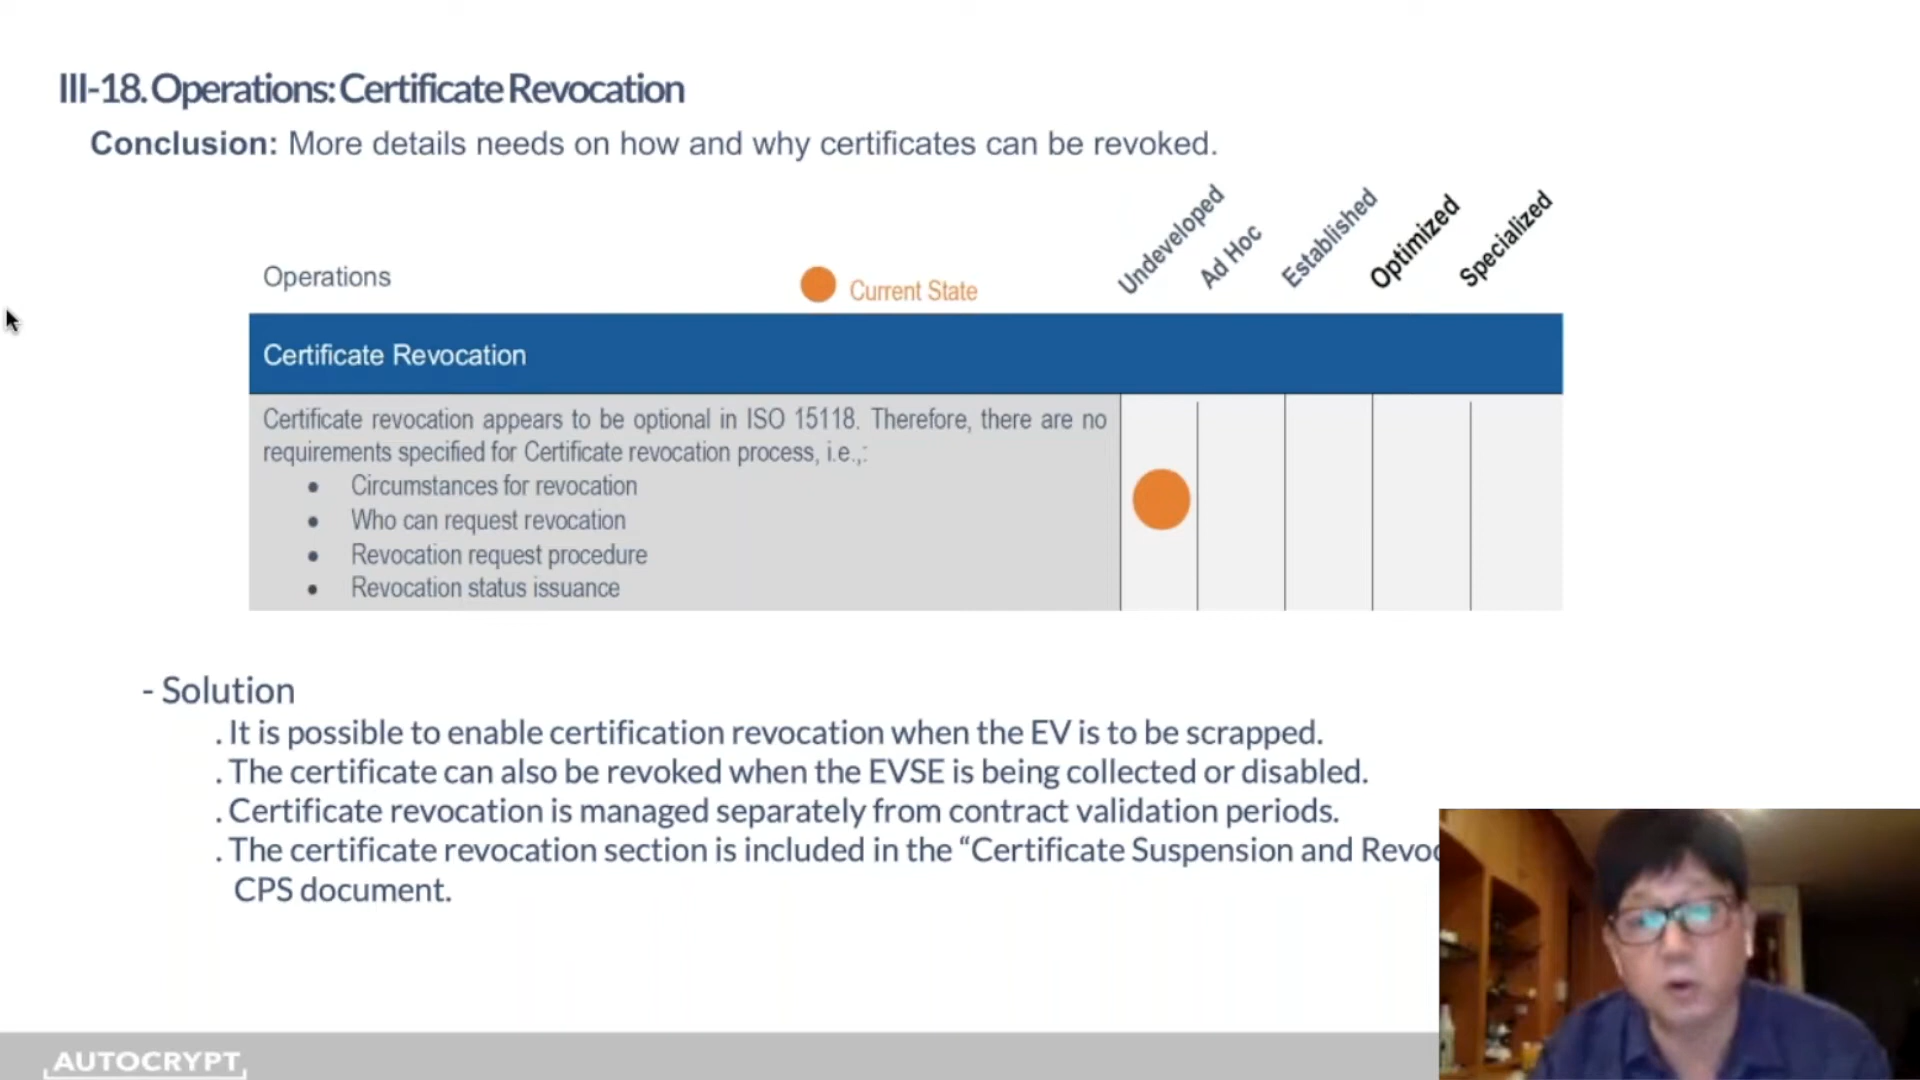 III-18. Operations: Certificate Revocation
Conclusion: More details needs on how and why certificates can be revoked.
Operations
Current State
Undeveloped
Ad Hoc
Established
Optimized
Specialized
Certificate Revocation
Certificate revocation appears to be optional in ISO 15118. Therefore, there are no
requirements specified for Certificate revocation process, i.e.,:
• Circumstances for revocation
• Who can request revocation
• Revocation request procedure
• Revocation status issuance
- Solution
. It is possible to enable certification revocation when the EV is to be scrapped.
. The certificate can also be revoked when the EVSE is being collected or disabled.
. Certificate revocation is managed separately from contract validation periods.
. The certificate revocation section is included in the “Certificate Suspension and
CPS document.
AUTOCRYPT